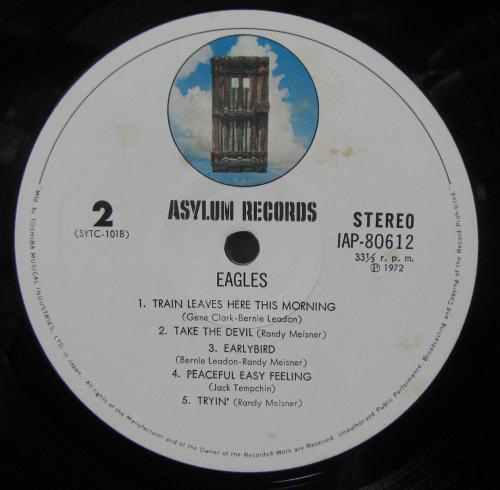 ASYLUM RECORDS
2
(SYTC-101B)
STEREO
IAP-80612
33⅓ r. p. m.
Ⓟ 1972
EAGLES
1. TRAIN LEAVES HERE THIS MORNING
(Gene Clark-Bernie Leadon)
2. TAKE THE DEVIL (Randy Meisner)
3. EARLYBIRD
(Bernie Leadon-Randy Meisner)
4. PEACEFUL EASY FEELING
(Jack Tempchin)
5. TRYIN' (Randy Meisner)
"Mfd. by TOSHIBA MUSICAL INDUSTRIES, LTD. in Japan. All rights of the Manufacturer and of the Owner of the Recorded Work are Reserved. Unauthorized Public Performance, Broadcasting and Copying of the Record Prohibited"